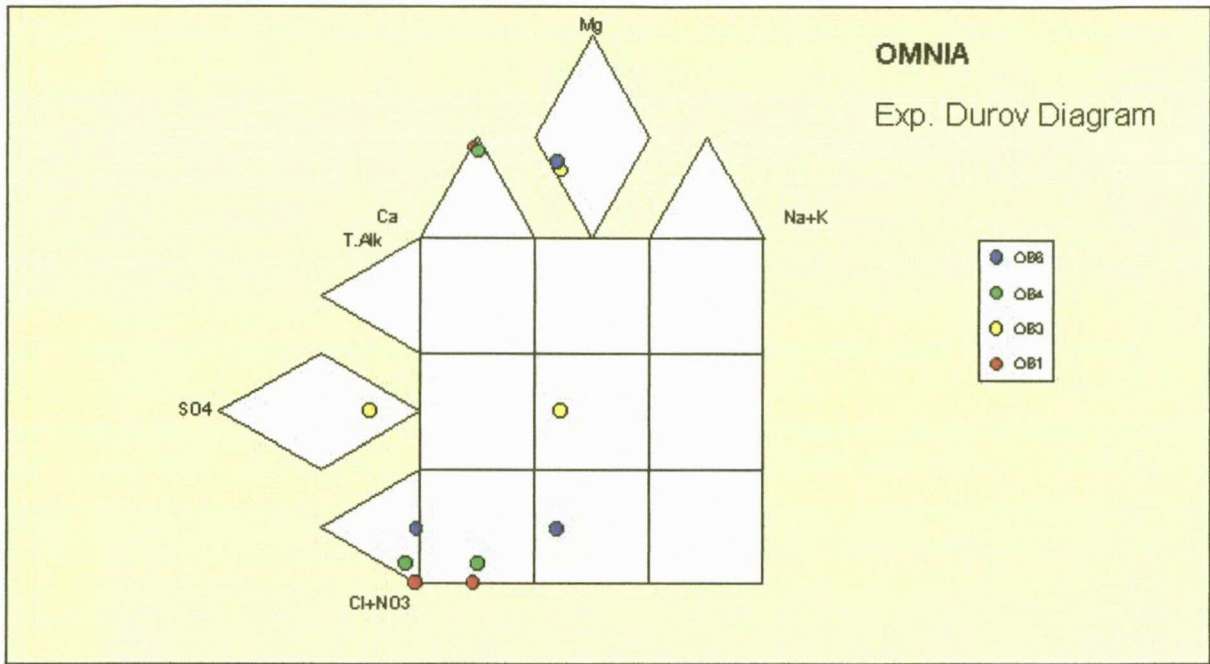 Mg
OMNIA
Exp. Durov Diagram
Ca
Na+K
T.Alk
OB6
OB4
OB3
OB1
SO4
Cl+NO3